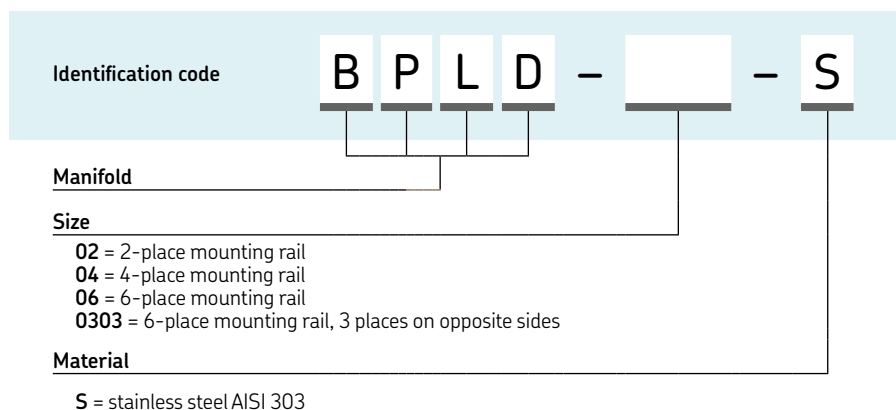 Identification code B P L D – – S
Manifold
Size
02 = 2-place mounting rail
04 = 4-place mounting rail
06 = 6-place mounting rail
0303 = 6-place mounting rail, 3 places on opposite sides
Material
S = stainless steel AISI 303